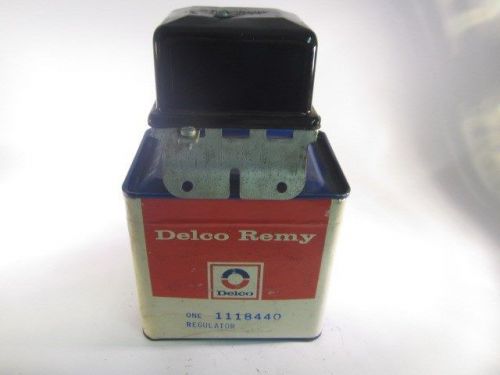 Delco Remy
Delco
ONE 1118440
REGULATOR